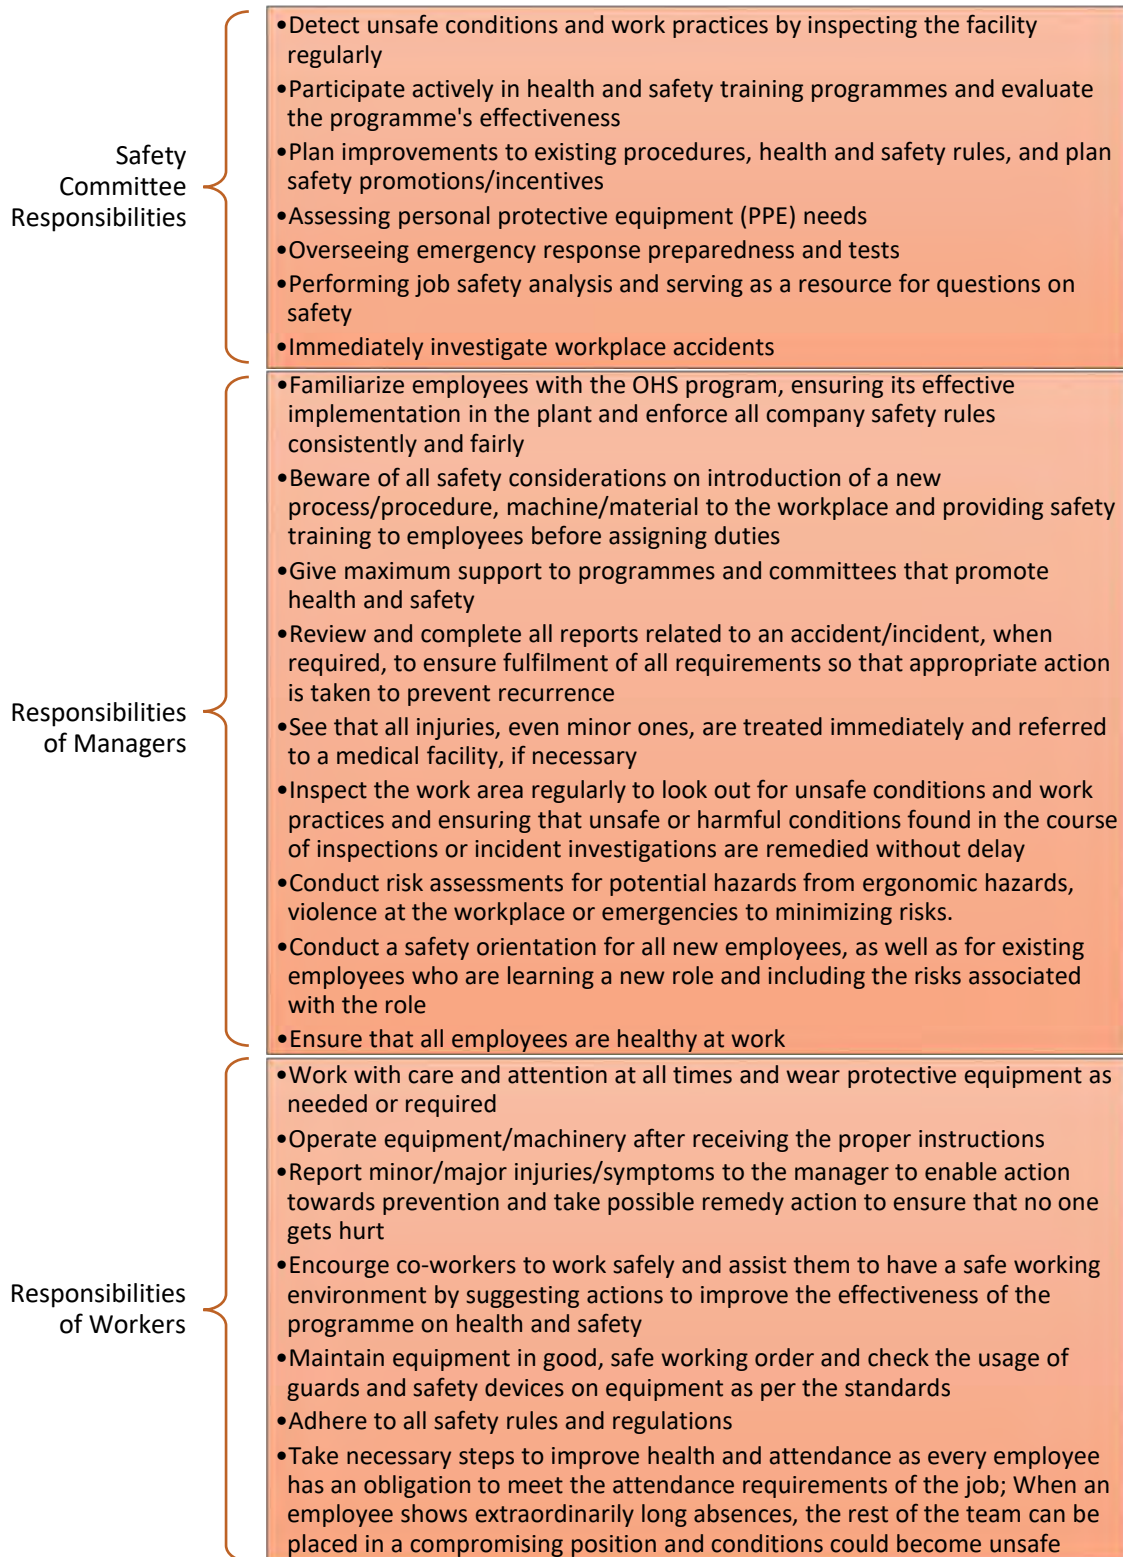 Safety
Committee
Responsibilities
•Detect unsafe conditions and work practices by inspecting the facility
regularly
•Participate actively in health and safety training programmes and evaluate
the programme's effectiveness
•Plan improvements to existing procedures, health and safety rules, and plan
safety promotions/incentives
•Assessing personal protective equipment (PPE) needs
•Overseeing emergency response preparedness and tests
•Performing job safety analysis and serving as a resource for questions on
safety
•Immediately investigate workplace accidents
Responsibilities
of Managers
•Familiarize employees with the OHS program, ensuring its effective
implementation in the plant and enforce all company safety rules
consistently and fairly
•Beware of all safety considerations on introduction of a new
process/procedure, machine/material to the workplace and providing safety
training to employees before assigning duties
•Give maximum support to programmes and committees that promote
health and safety
•Review and complete all reports related to an accident/incident, when
required, to ensure fulfilment of all requirements so that appropriate action
is taken to prevent recurrence
•See that all injuries, even minor ones, are treated immediately and referred
to a medical facility, if necessary
•Inspect the work area regularly to look out for unsafe conditions and work
practices and ensuring that unsafe or harmful conditions found in the course
of inspections or incident investigations are remedied without delay
•Conduct risk assessments for potential hazards from ergonomic hazards,
violence at the workplace or emergencies to minimizing risks.
•Conduct a safety orientation for all new employees, as well as for existing
employees who are learning a new role and including the risks associated
with the role
•Ensure that all employees are healthy at work
Responsibilities
of Workers
•Work with care and attention at all times and wear protective equipment as
needed or required
•Operate equipment/machinery after receiving the proper instructions
•Report minor/major injuries/symptoms to the manager to enable action
towards prevention and take possible remedy action to ensure that no one
gets hurt
•Encourge co-workers to work safely and assist them to have a safe working
environment by suggesting actions to improve the effectiveness of the
programme on health and safety
•Maintain equipment in good, safe working order and check the usage of
guards and safety devices on equipment as per the standards
•Adhere to all safety rules and regulations
•Take necessary steps to improve health and attendance as every employee
has an obligation to meet the attendance requirements of the job; When an
employee shows extraordinarily long absences, the rest of the team can be
placed in a compromising position and conditions could become unsafe